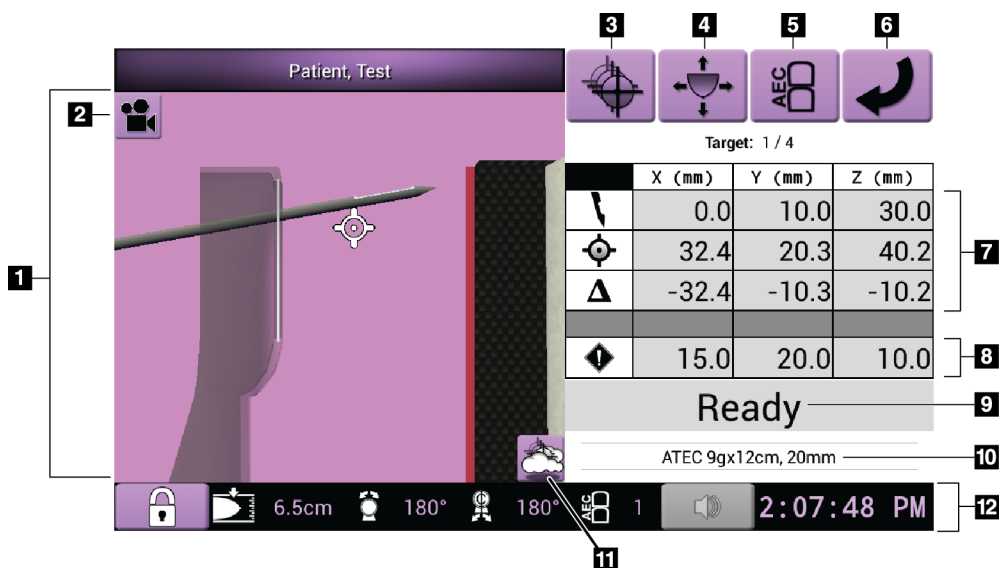 3 4 5 6
Patient, Test
AEC
1
2
Target: 1 / 4
X (mm) Y (mm) Z (mm)
0.0 10.0 30.0
32.4 20.3 40.2
7
Δ -32.4 -10.3 -10.2
! 15.0 20.0 10.0
8
Ready
9
ATEC 9gx12cm, 20mm
10
6.5cm 180° 180° AEC 1 2:07:48 PM
12
11